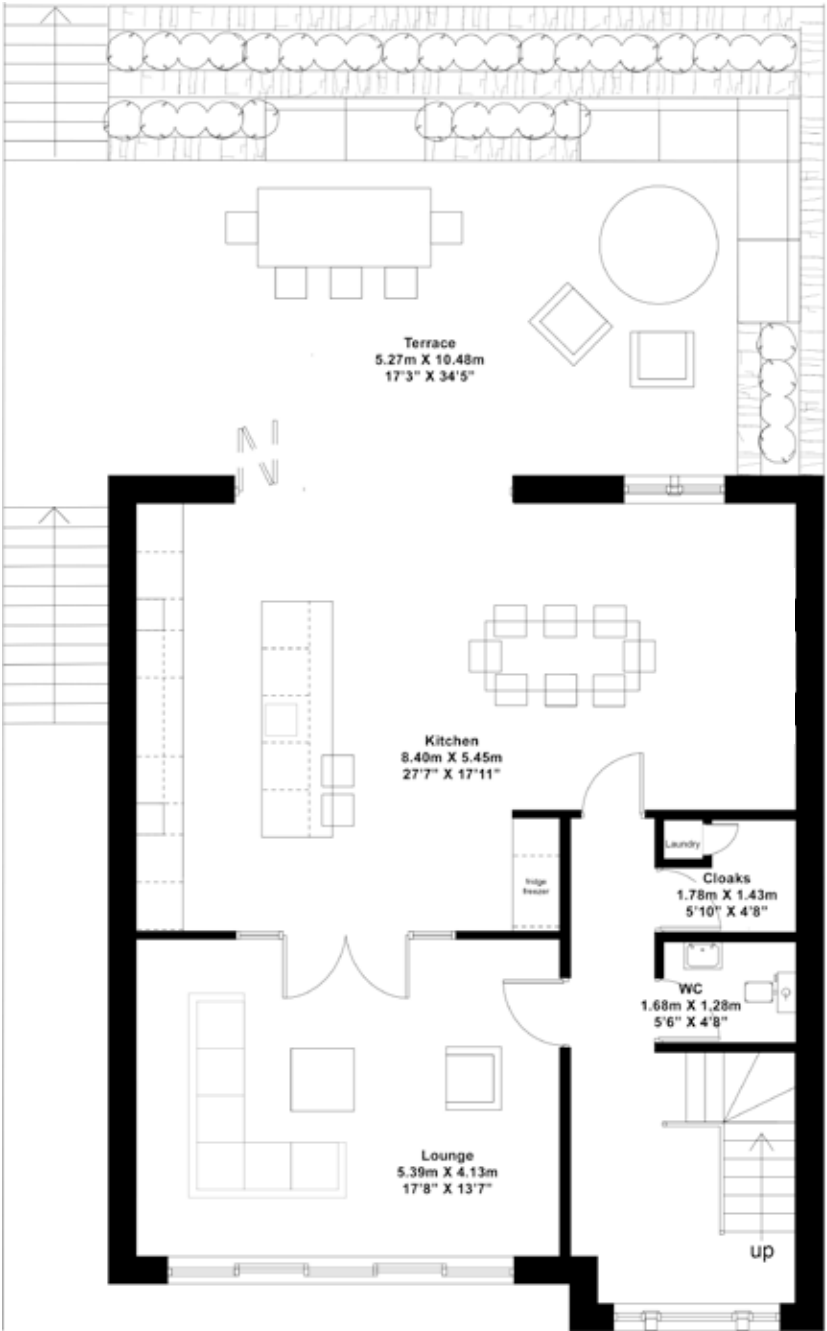 Terrace
5.27m X 10.48m
17'3" X 34'5"
Kitchen
8.40m X 5.45m
27'7" X 17'11"
Laundry
Cloaks
1.78m X 1.43m
5'10" X 4'8"
fridge
freezer
WC
1.68m X 1.28m
5'6" X 4'8"
Lounge
5.39m X 4.13m
17'8" X 13'7"
up